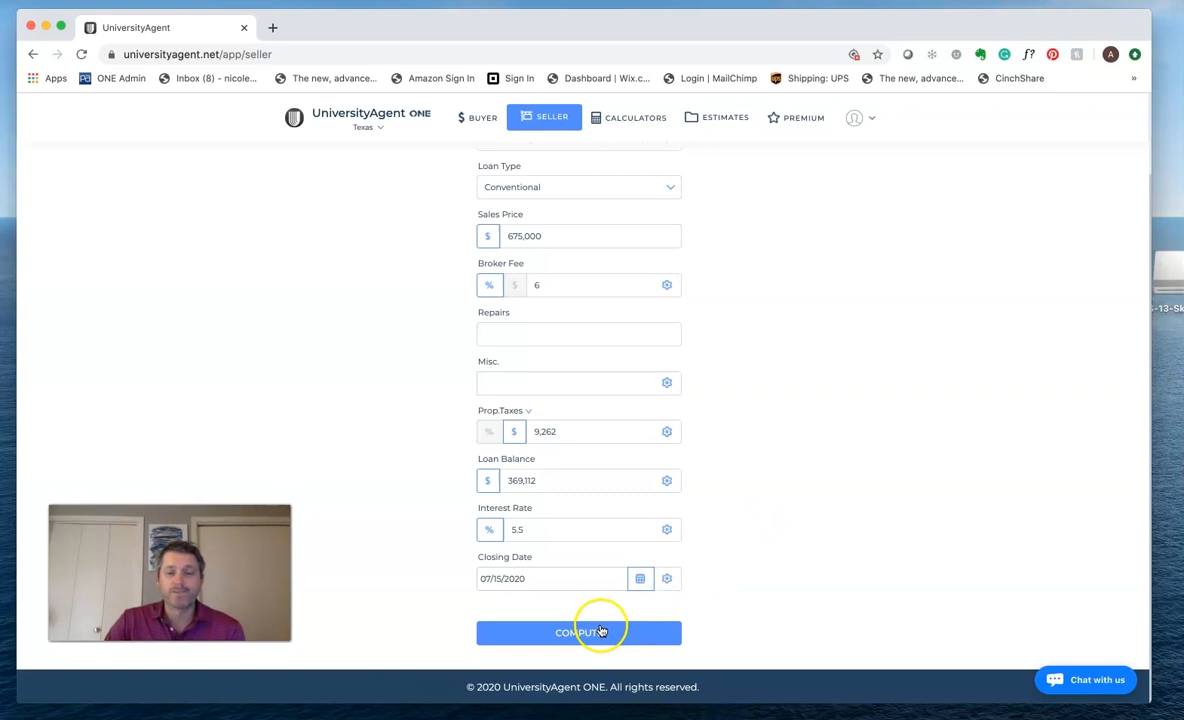 UniversityAgent
universityagent.net/app/seller
f?
A
Apps
ONE Admin
Inbox (8) - nicole...
The new, advance...
Amazon Sign In
Sign In
Dashboard | Wix.c...
Login | MailChimp
Shipping: UPS
The new, advance...
CinchShare
»
UniversityAgent ONE
Texas
$ BUYER
SELLER
CALCULATORS
ESTIMATES
PREMIUM
Loan Type
Conventional
Sales Price
$ 675,000
Broker Fee
% $ 6
Repairs
Misc.
Prop.Taxes
% $ 9,262
Loan Balance
$ 369,112
Interest Rate
% 5.5
Closing Date
07/15/2020
COMPUTE
© 2020 UniversityAgent ONE. All rights reserved.
Chat with us